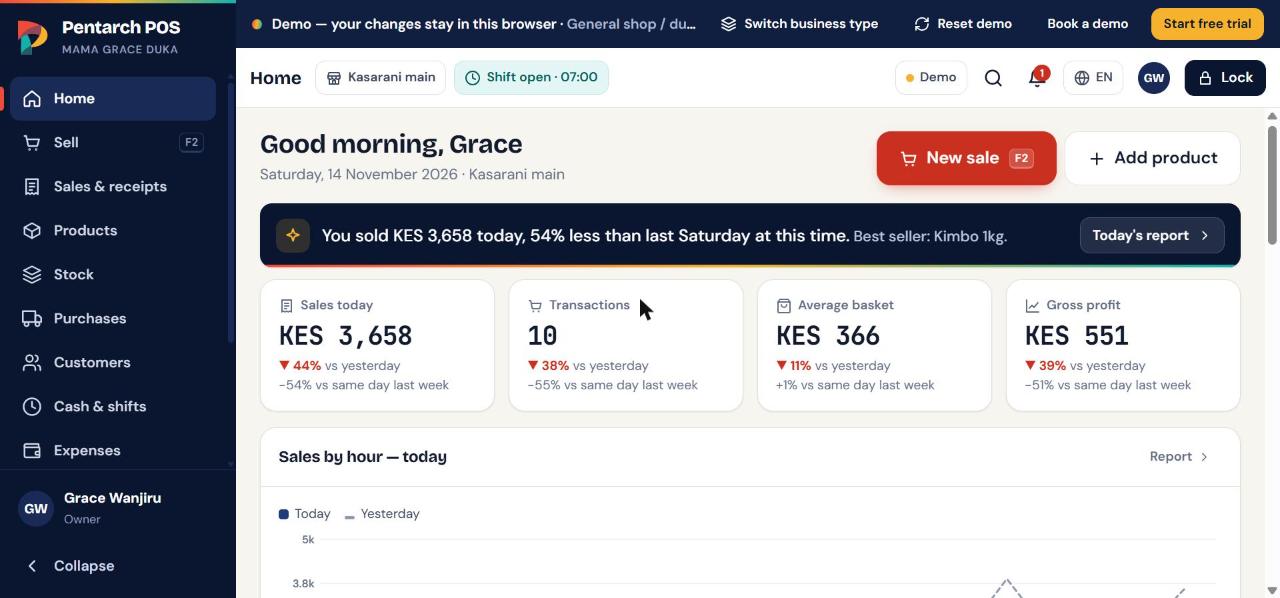 Pentarch POS
MAMA GRACE DUKA
Home
Sell F2
Sales & receipts
Products
Stock
Purchases
Customers
Cash & shifts
Expenses
GW Grace Wanjiru
Owner
Collapse
Demo — your changes stay in this browser · General shop / du...
Switch business type
Reset demo
Book a demo
Start free trial
Home
Kasarani main
Shift open · 07:00
Demo
1
EN
GW
Lock
Good morning, Grace
Saturday, 14 November 2026 · Kasarani main
New sale F2
Add product
You sold KES 3,658 today, 54% less than last Saturday at this time. Best seller: Kimbo 1kg.
Today's report
Sales today
KES 3,658
▼ 44% vs yesterday
−54% vs same day last week
Transactions
10
▼ 38% vs yesterday
−55% vs same day last week
Average basket
KES 366
▼ 11% vs yesterday
+1% vs same day last week
Gross profit
KES 551
▼ 39% vs yesterday
−51% vs same day last week
Sales by hour — today
Report
Today
Yesterday
5k
3.8k